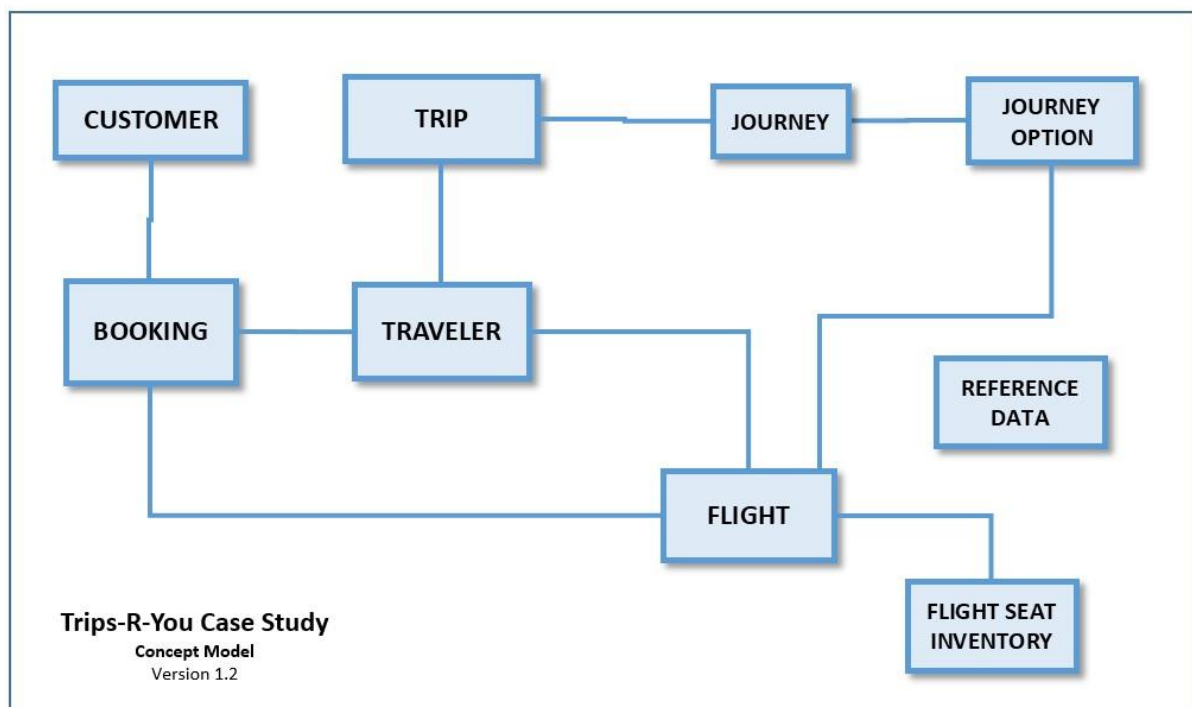 CUSTOMER
TRIP
JOURNEY
JOURNEY
OPTION
BOOKING
TRAVELER
REFERENCE
DATA
FLIGHT
FLIGHT SEAT
INVENTORY
Trips-R-You Case Study
Concept Model
Version 1.2